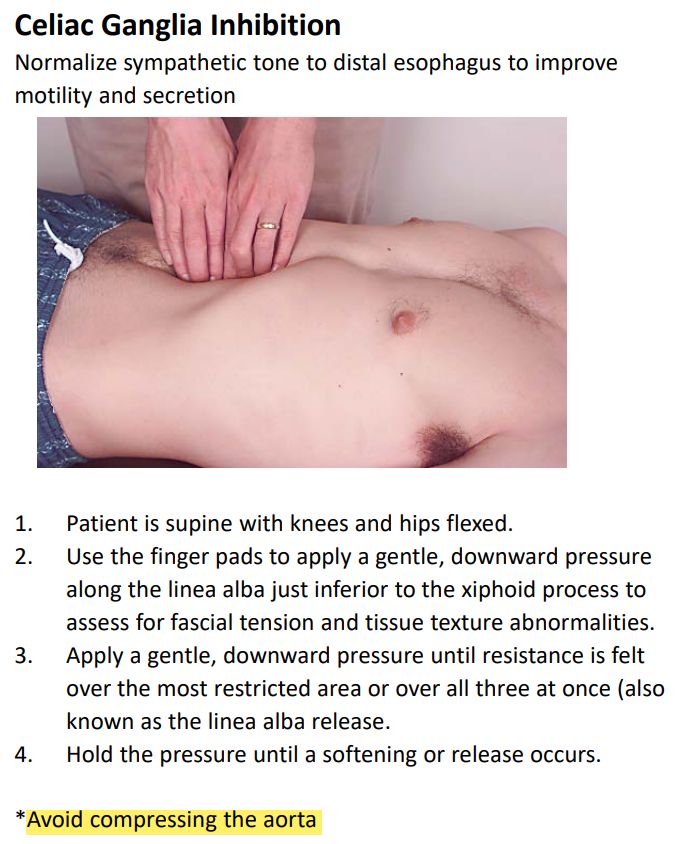 Celiac Ganglia Inhibition
Normalize sympathetic tone to distal esophagus to improve
motility and secretion
1. Patient is supine with knees and hips flexed.
2. Use the finger pads to apply a gentle, downward pressure
along the linea alba just inferior to the xiphoid process to
assess for fascial tension and tissue texture abnormalities.
3. Apply a gentle, downward pressure until resistance is felt
over the most restricted area or over all three at once (also
known as the linea alba release.
4. Hold the pressure until a softening or release occurs.
*Avoid compressing the aorta